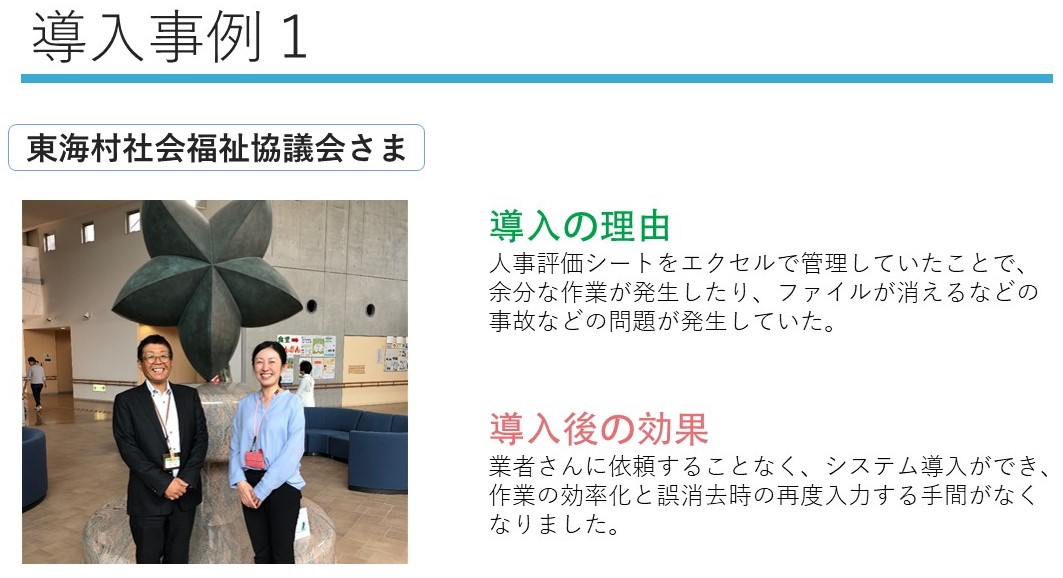 導入事例１
東海村社会福祉協議会さま
導入の理由
人事評価シートをエクセルで管理していたことで、
余分な作業が発生したり、ファイルが消えるなどの
事故などの問題が発生していた。
導入後の効果
業者さんに依頼することなく、システム導入ができ、
作業の効率化と誤消去時の再度入力する手間がなく
なりました。
食堂